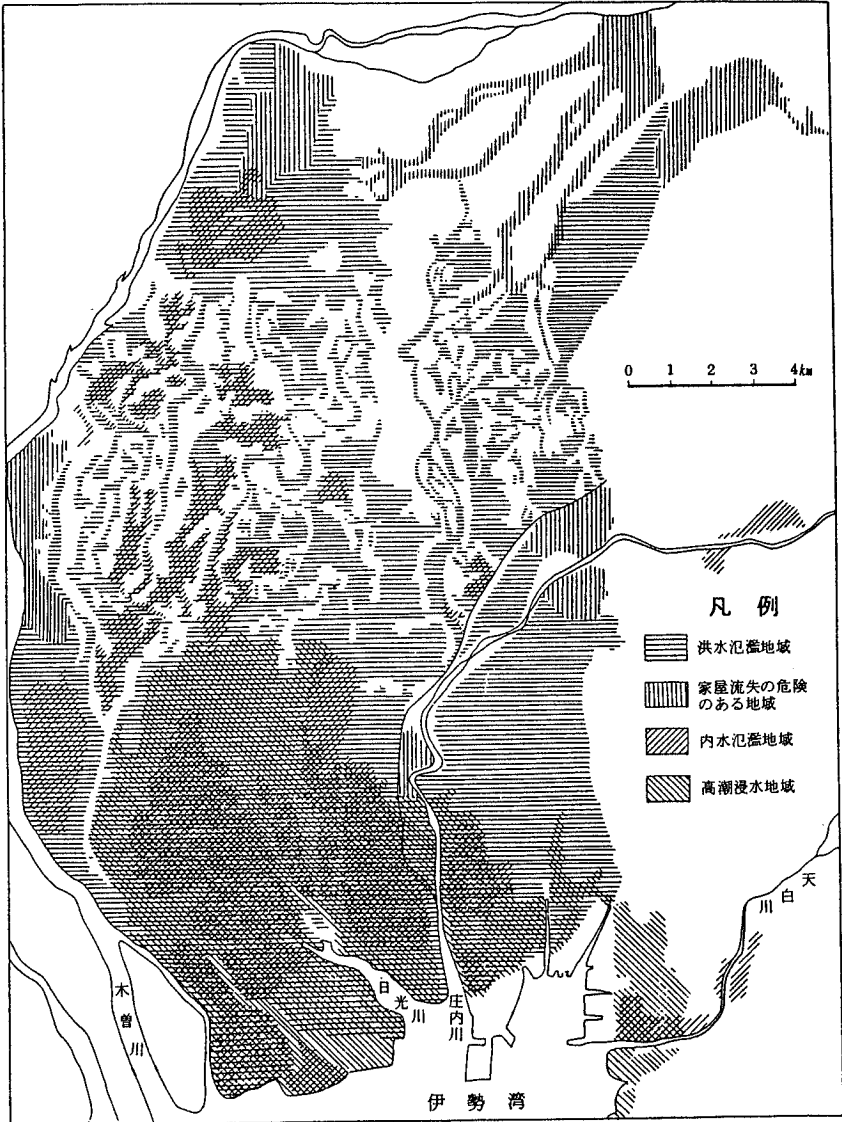 0 1 2 3 4km
凡例
洪水氾濫地域
家屋流失の危険
のある地域
内水氾濫地域
高潮浸水地域
天白川
木曽川
日光川
庄内川
伊勢湾